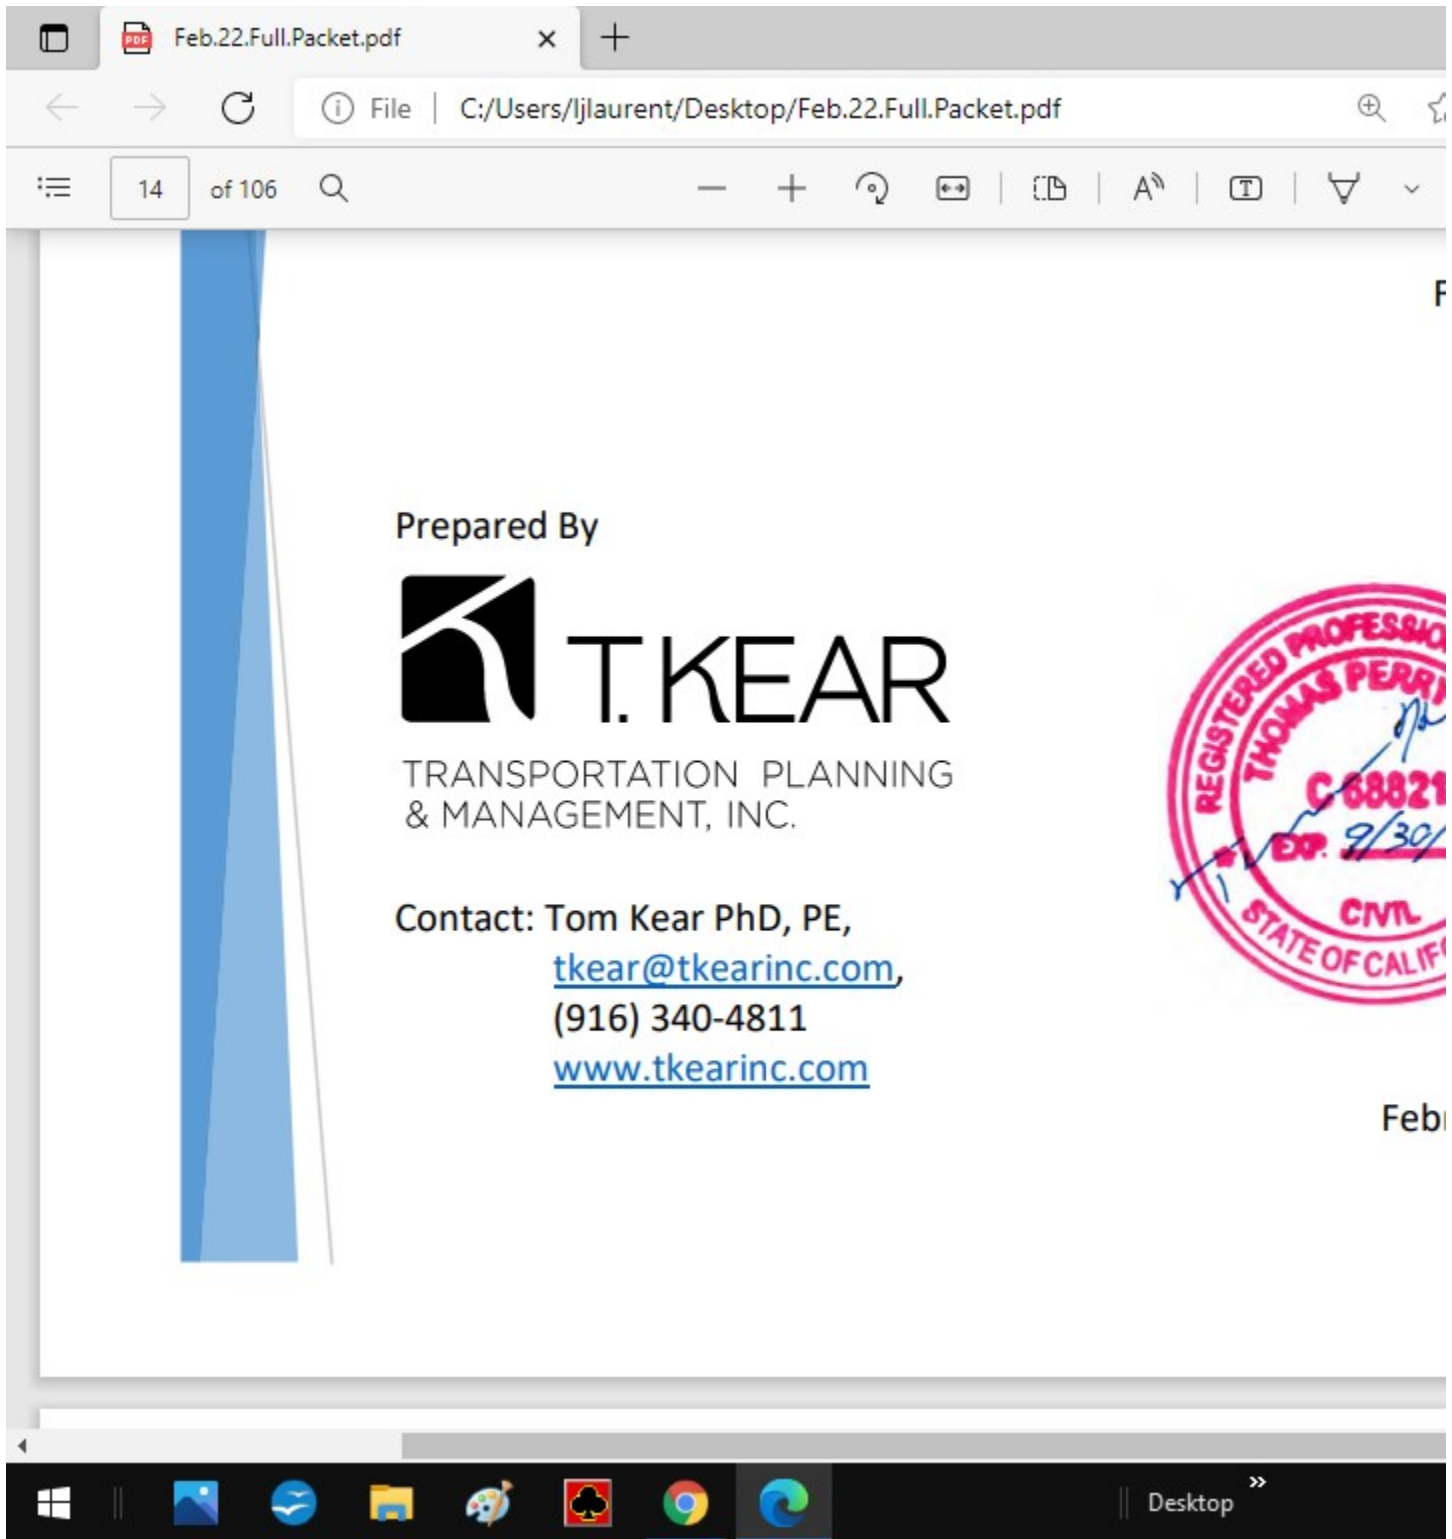 Feb.22.Full.Packet.pdf
File | C:/Users/ljlaurent/Desktop/Feb.22.Full.Packet.pdf
14 of 106
F
Prepared By
T. KEAR
TRANSPORTATION PLANNING
& MANAGEMENT, INC.
REGISTERED PROFESSIO
THOMAS PERRY
C 68821
EXP. 9/30/
CIVIL
STATE OF CALIFO
Contact: Tom Kear PhD, PE,
tkear@tkearinc.com,
(916) 340-4811
www.tkearinc.com
Febr
Desktop